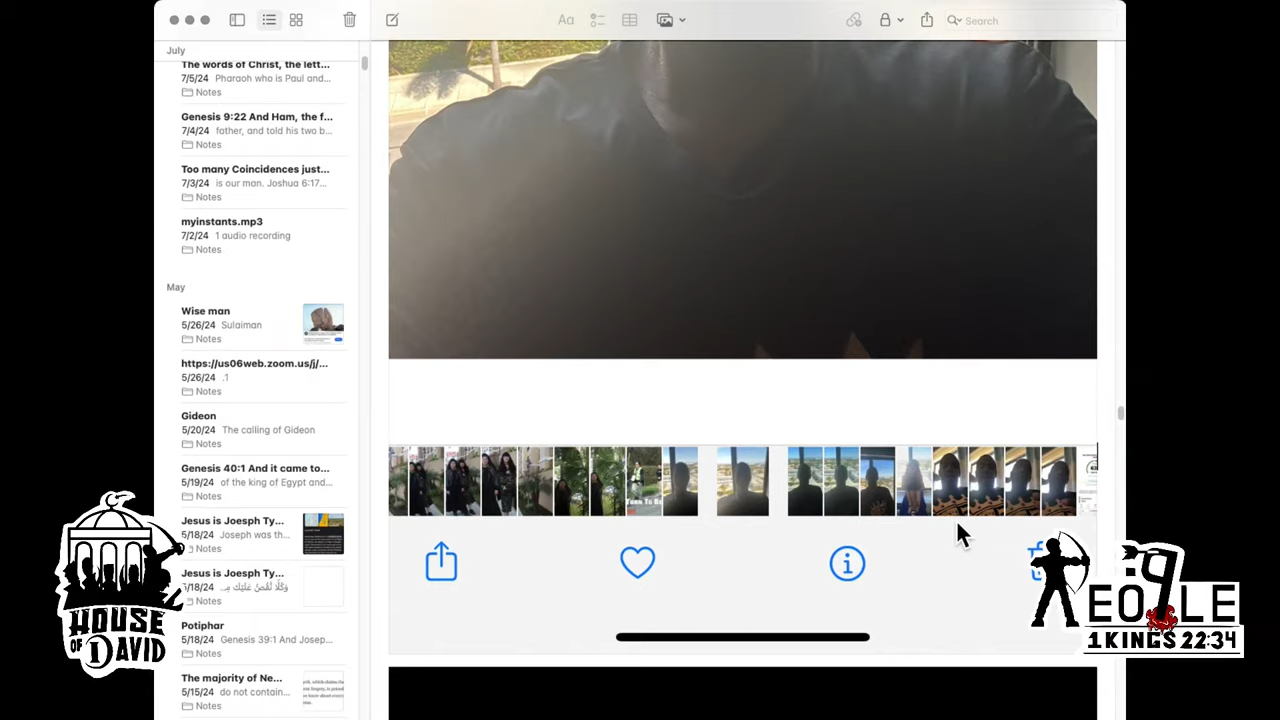 Aa
Search
July
The words of Christ, the lett...
7/5/24 Pharaoh who is Paul and...
Notes
Genesis 9:22 And Ham, the f...
7/4/24 father, and told his two b...
Notes
Too many Coincidences just...
7/3/24 is our man. Joshua 6:17...
Notes
myinstants.mp3
7/2/24 1 audio recording
Notes
May
Wise man
5/26/24 Sulaiman
Notes
https://us06web.zoom.us/j/...
5/26/24 .1
Notes
Gideon
5/20/24 The calling of Gideon
Notes
Genesis 40:1 And it came to...
5/19/24 of the king of Egypt and...
Notes
Jesus is Joesph Ty...
5/18/24 Joseph was th...
Notes
Jesus is Joesph Ty...
5/18/24
Notes
Potiphar
5/18/24 Genesis 39:1 And Josep...
Notes
The majority of Ne...
5/15/24 do not contain...
Notes
HOUSE
OF DAVID
1 KINGS 22:34